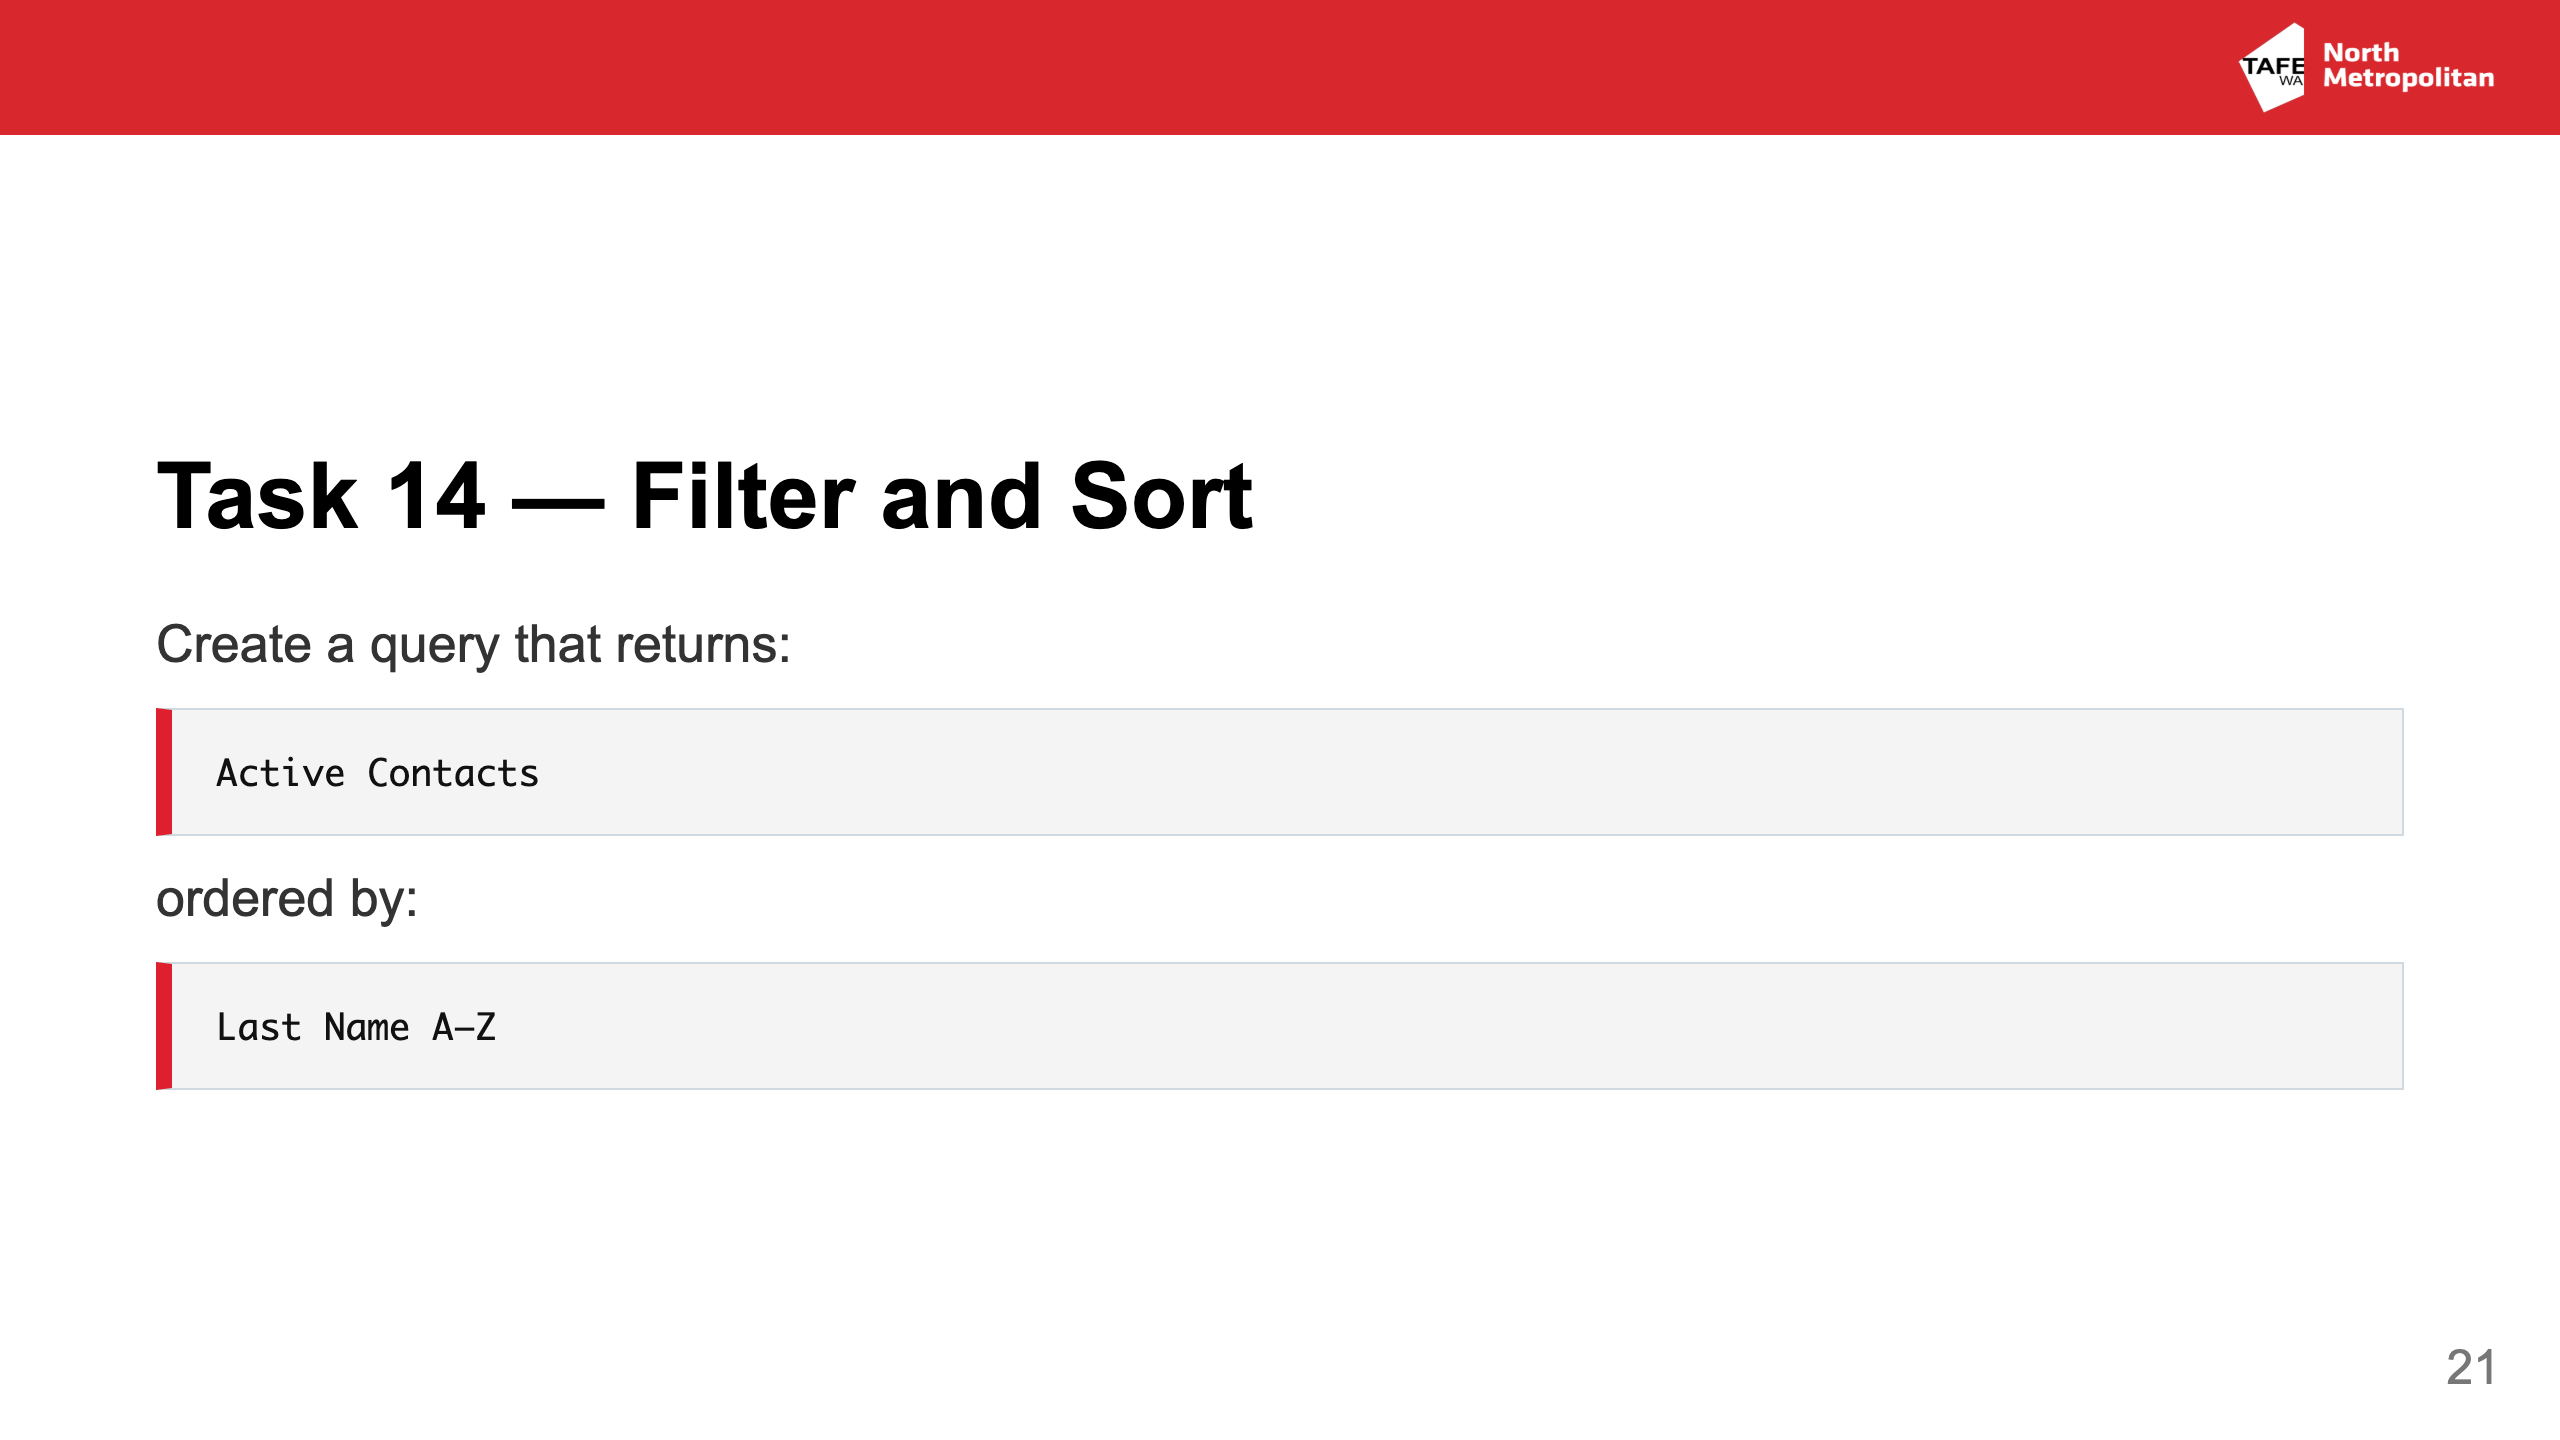 TAFE
WA
North
Metropolitan
Task 14 — Filter and Sort
Create a query that returns:
Active Contacts
ordered by:
Last Name A–Z
21